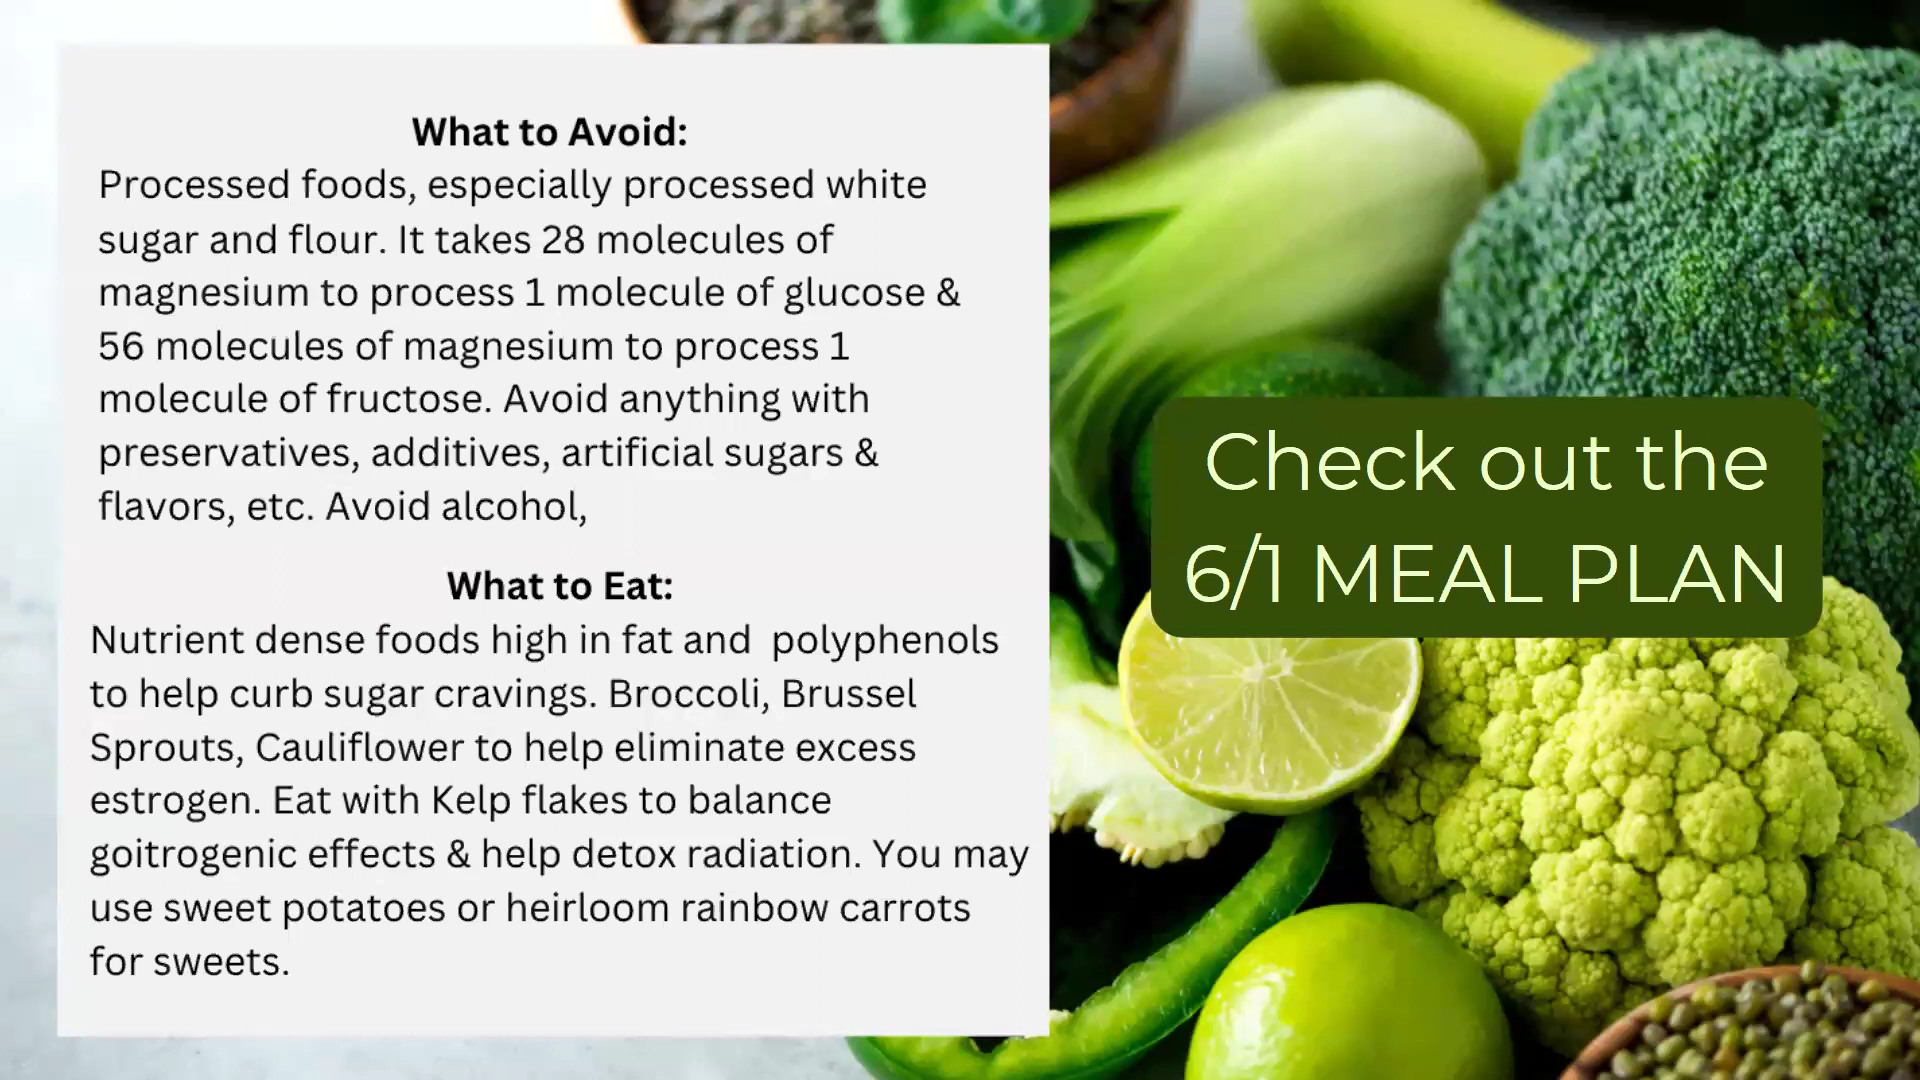 What to Avoid:
Processed foods, especially processed white
sugar and flour. It takes 28 molecules of
magnesium to process 1 molecule of glucose &
56 molecules of magnesium to process 1
molecule of fructose. Avoid anything with
preservatives, additives, artificial sugars &
flavors, etc. Avoid alcohol,
What to Eat:
Nutrient dense foods high in fat and  polyphenols
to help curb sugar cravings. Broccoli, Brussel
Sprouts, Cauliflower to help eliminate excess
estrogen. Eat with Kelp flakes to balance
goitrogenic effects & help detox radiation. You may
use sweet potatoes or heirloom rainbow carrots
for sweets.
Check out the
6/1 MEAL PLAN